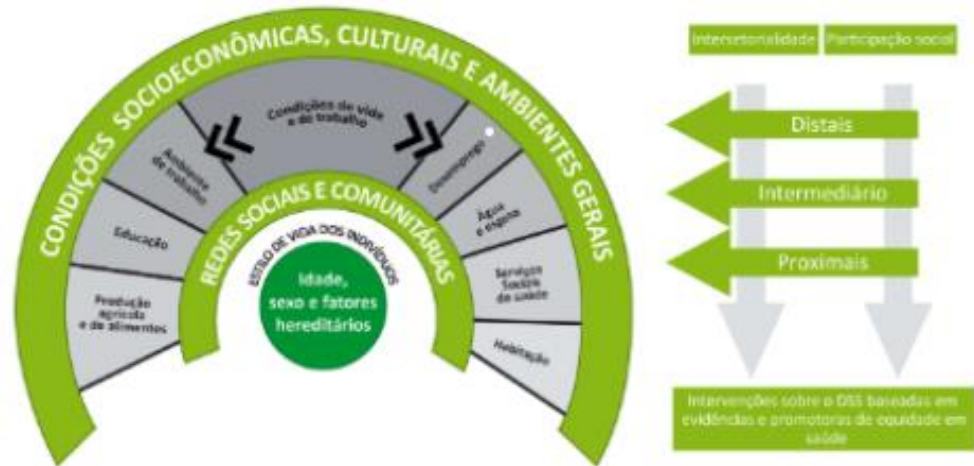 CONDIÇÕES SOCIOECONÔMICAS, CULTURAIS E AMBIENTES GERAIS
Condições de vida
e do trabalho
Ambiente
de trabalho
Desemprego
Educação
Água
e esgoto
Produção
agrícola
e de alimentos
Serviços
Sociais
de saúde
Habitação
REDES SOCIAIS E COMUNITÁRIAS
ESTILO DE VIDA DOS INDIVÍDUOS
Idade,
sexo e fatores
hereditários
Intersetorialidade
Participação social
Distais
Intermediário
Proximais
Intervenções sobre o DSS baseadas em
evidências e promotoras de equidade em
saúde